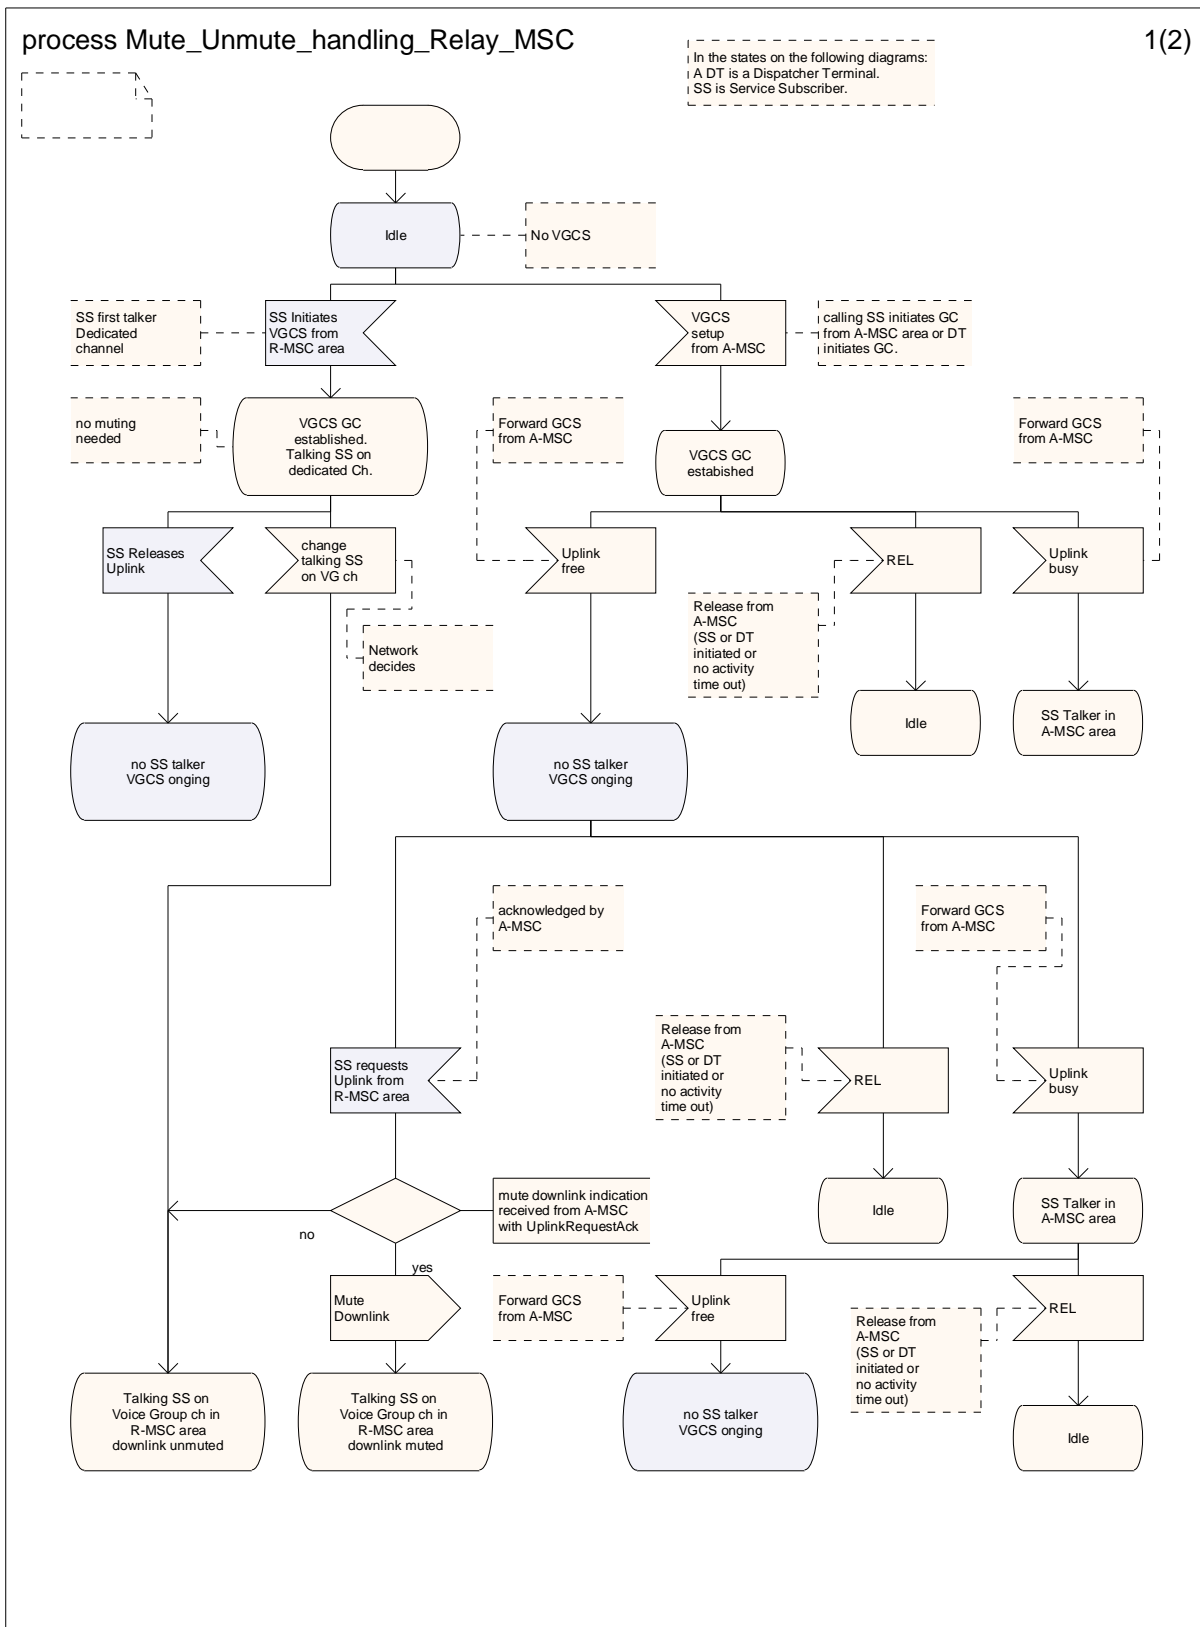 process Mute_Unmute_handling_Relay_MSC
1(2)
In the states on the following diagrams:
A DT is a Dispatcher Terminal.
SS is Service Subscriber.
Idle
No VGCS
SS first talker
Dedicated
channel
SS Initiates
VGCS from
R-MSC area
VGCS
setup
from A-MSC
calling SS initiates GC
from A-MSC area or DT
initiates GC.
no muting
needed
VGCS GC
established.
Talking SS on
dedicated Ch.
Forward GCS
from A-MSC
VGCS GC
estabished
Forward GCS
from A-MSC
SS Releases
Uplink
change
talking SS
on VG ch
Uplink
free
REL
Uplink
busy
Network
decides
Release from
A-MSC
(SS or DT
initiated or
no activity
time out)
Idle
SS Talker in
A-MSC area
no SS talker
VGCS onging
no SS talker
VGCS onging
acknowledged by
A-MSC
Forward GCS
from A-MSC
SS requests
Uplink from
R-MSC area
Release from
A-MSC
(SS or DT
initiated or
no activity
time out)
REL
Uplink
busy
mute downlink indication
received from A-MSC
with UplinkRequestAck
no
yes
Idle
SS Talker in
A-MSC area
Mute
Downlink
Forward GCS
from A-MSC
Uplink
free
Release from
A-MSC
(SS or DT
initiated or
no activity
time out)
REL
Talking SS on
Voice Group ch in
R-MSC area
downlink unmuted
Talking SS on
Voice Group ch in
R-MSC area
downlink muted
no SS talker
VGCS onging
Idle